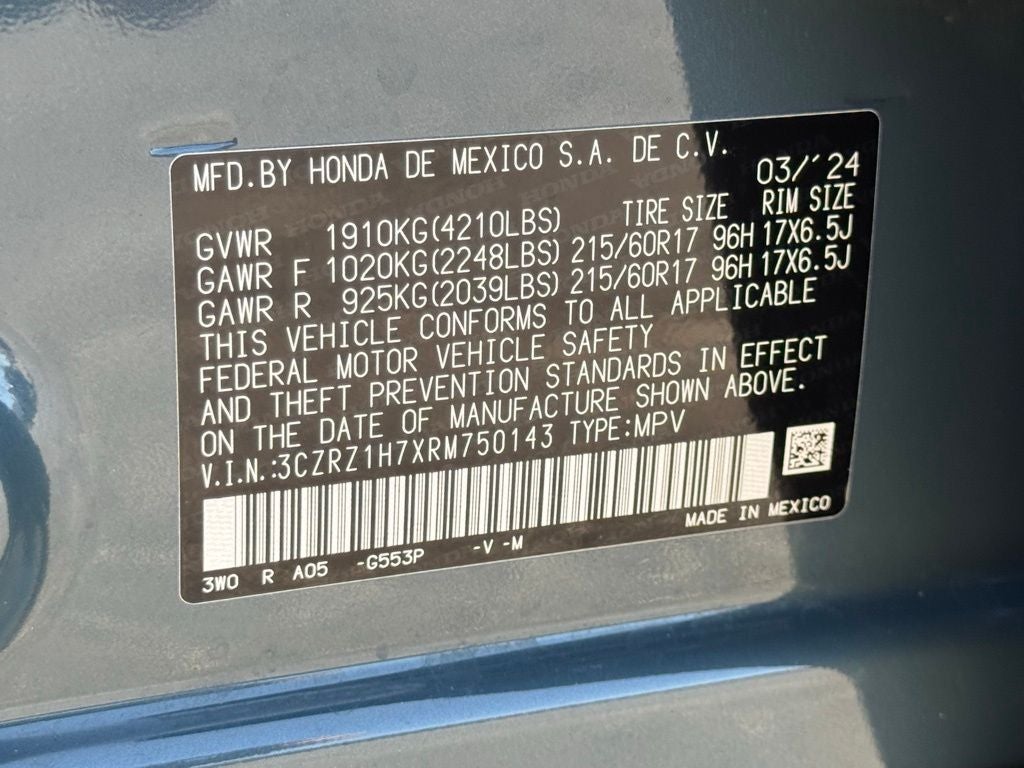 MFD.BY HONDA DE MEXICO S.A. DE C.V.
03/'24
TIRE SIZE RIM SIZE
GVWR 1910KG(4210LBS)
GAWR F 1020KG(2248LBS) 215/60R17 96H 17X6.5J
GAWR R 925KG(2039LBS) 215/60R17 96H 17X6.5J
THIS VEHICLE CONFORMS TO ALL APPLICABLE
FEDERAL MOTOR VEHICLE SAFETY
AND THEFT PREVENTION STANDARDS IN EFFECT
ON THE DATE OF MANUFACTURE SHOWN ABOVE.
V.I.N.:3CZRZ1H7XRM750143 TYPE:MPV
MADE IN MEXICO
3WO R A05 -G553P -V -M